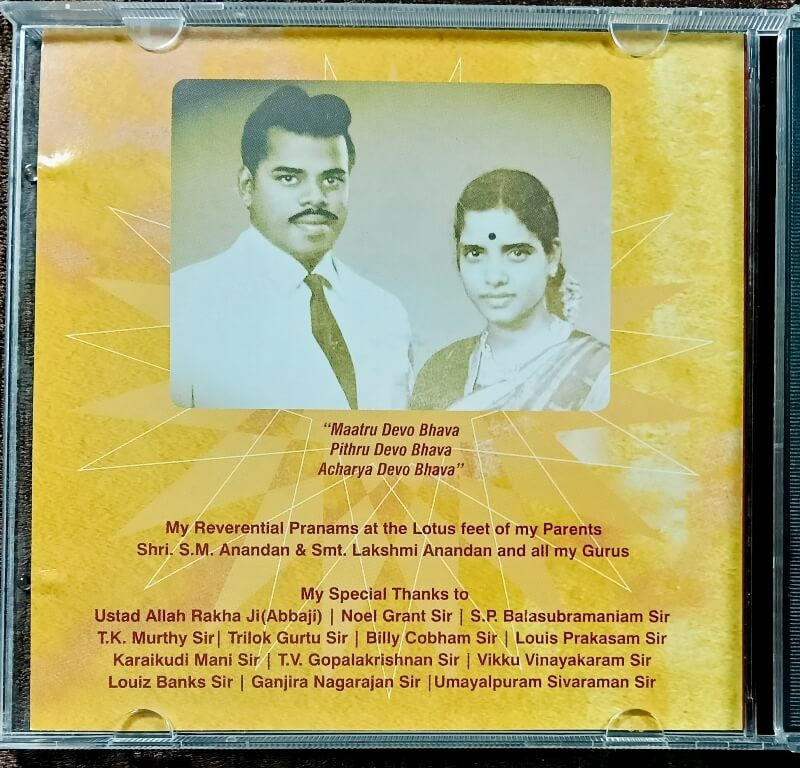 “Maatru Devo Bhava
Pithru Devo Bhava
Acharya Devo Bhava”
My Reverential Pranams at the Lotus feet of my Parents
Shri. S.M. Anandan & Smt. Lakshmi Anandan and all my Gurus
My Special Thanks to
Ustad Allah Rakha Ji(Abbaji) | Noel Grant Sir | S.P. Balasubramaniam Sir
T.K. Murthy Sir| Trilok Gurtu Sir | Billy Cobham Sir | Louis Prakasam Sir
Karaikudi Mani Sir | T.V. Gopalakrishnan Sir | Vikku Vinayakaram Sir
Louiz Banks Sir | Ganjira Nagarajan Sir |Umayalpuram Sivaraman Sir